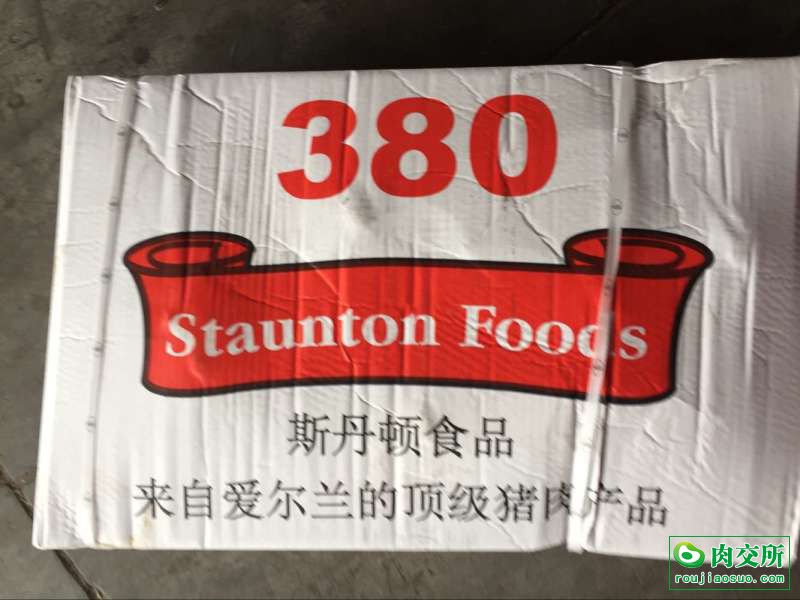 380
Staunton Foods
斯丹顿食品
来自爱尔兰的顶级猪肉产品
肉交所
roujiaosuo.com